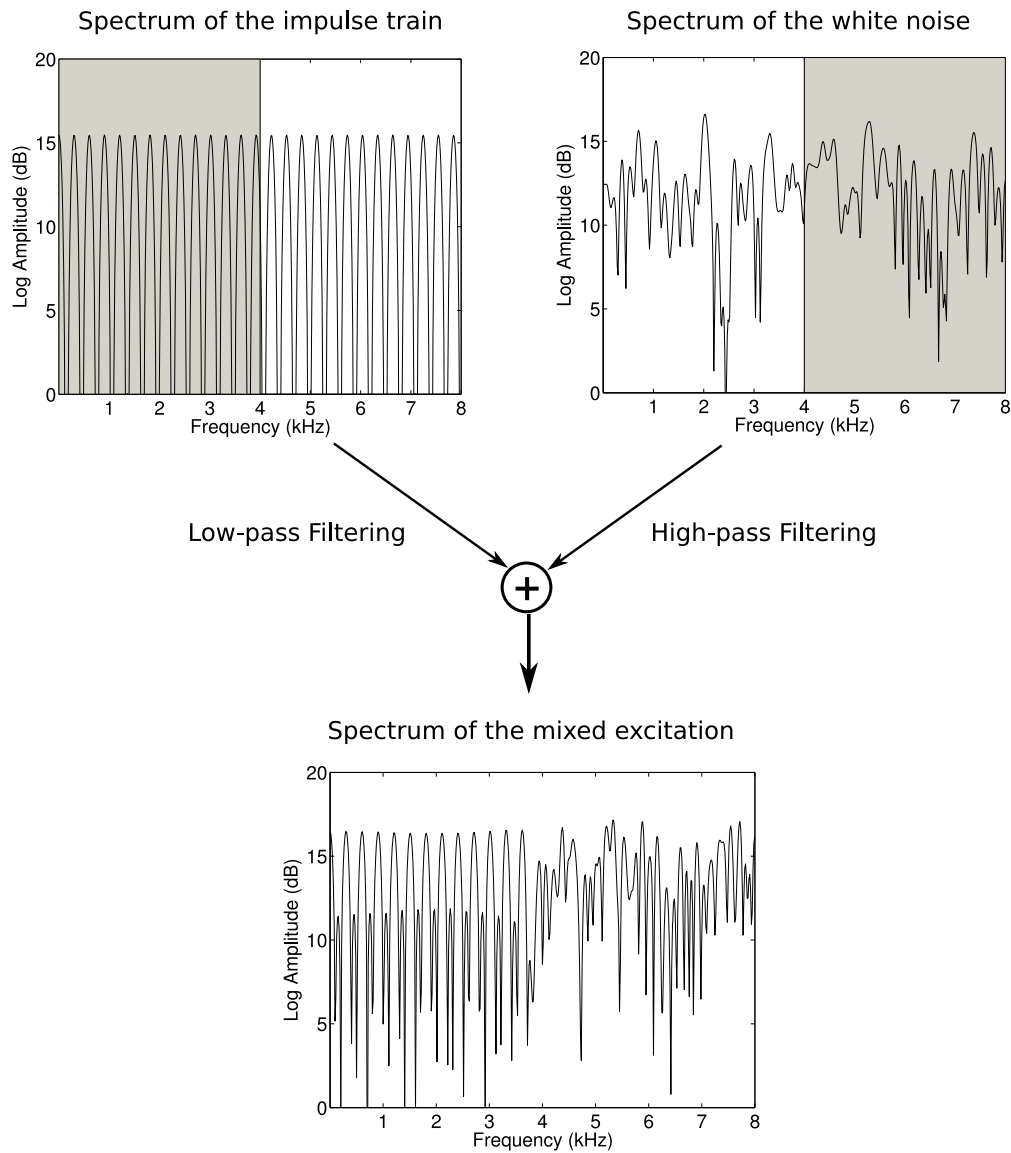 Spectrum of the impulse train
Spectrum of the white noise
20
15
10
5
0
Log Amplitude (dB)
1 2 3 4 5 6 7 8
Frequency (kHz)
20
15
10
5
0
Log Amplitude (dB)
1 2 3 4 5 6 7 8
Frequency (kHz)
Low-pass Filtering
High-pass Filtering
+
Spectrum of the mixed excitation
20
15
10
5
0
Log Amplitude (dB)
1 2 3 4 5 6 7 8
Frequency (kHz)